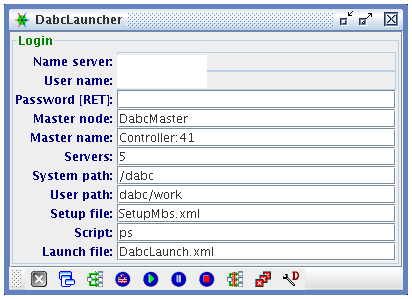 DabcLauncher
Login
Name server:
User name:
Password [RET]:
Master node: DabcMaster
Master name: Controller:41
Servers: 5
System path: /dabc
User path: dabc/work
Setup file: SetupMbs.xml
Script: ps
Launch file: DabcLaunch.xml
D